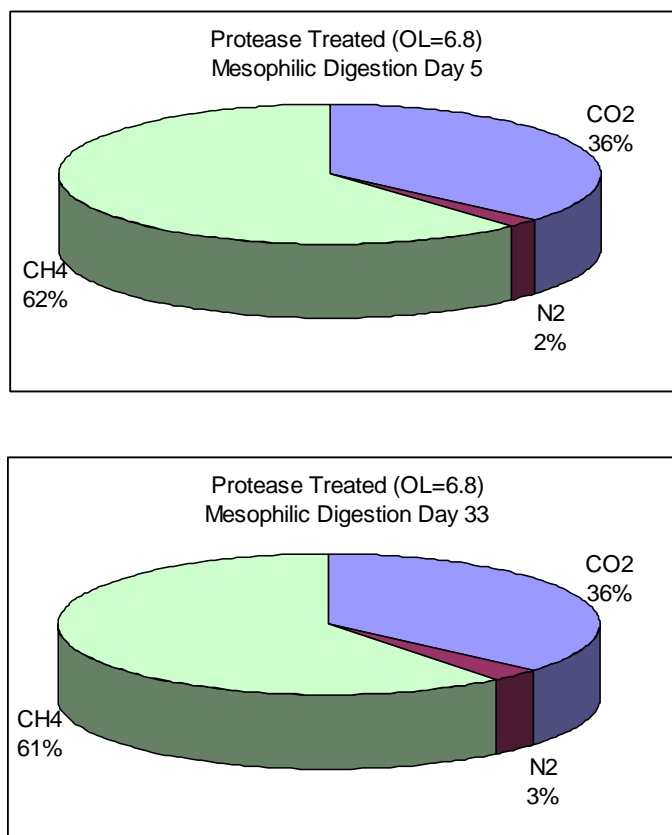 Protease Treated (OL=6.8)
Mesophilic Digestion Day 5
CO2
36%
CH4
62%
N2
2%
Protease Treated (OL=6.8)
Mesophilic Digestion Day 33
CO2
36%
CH4
61%
N2
3%